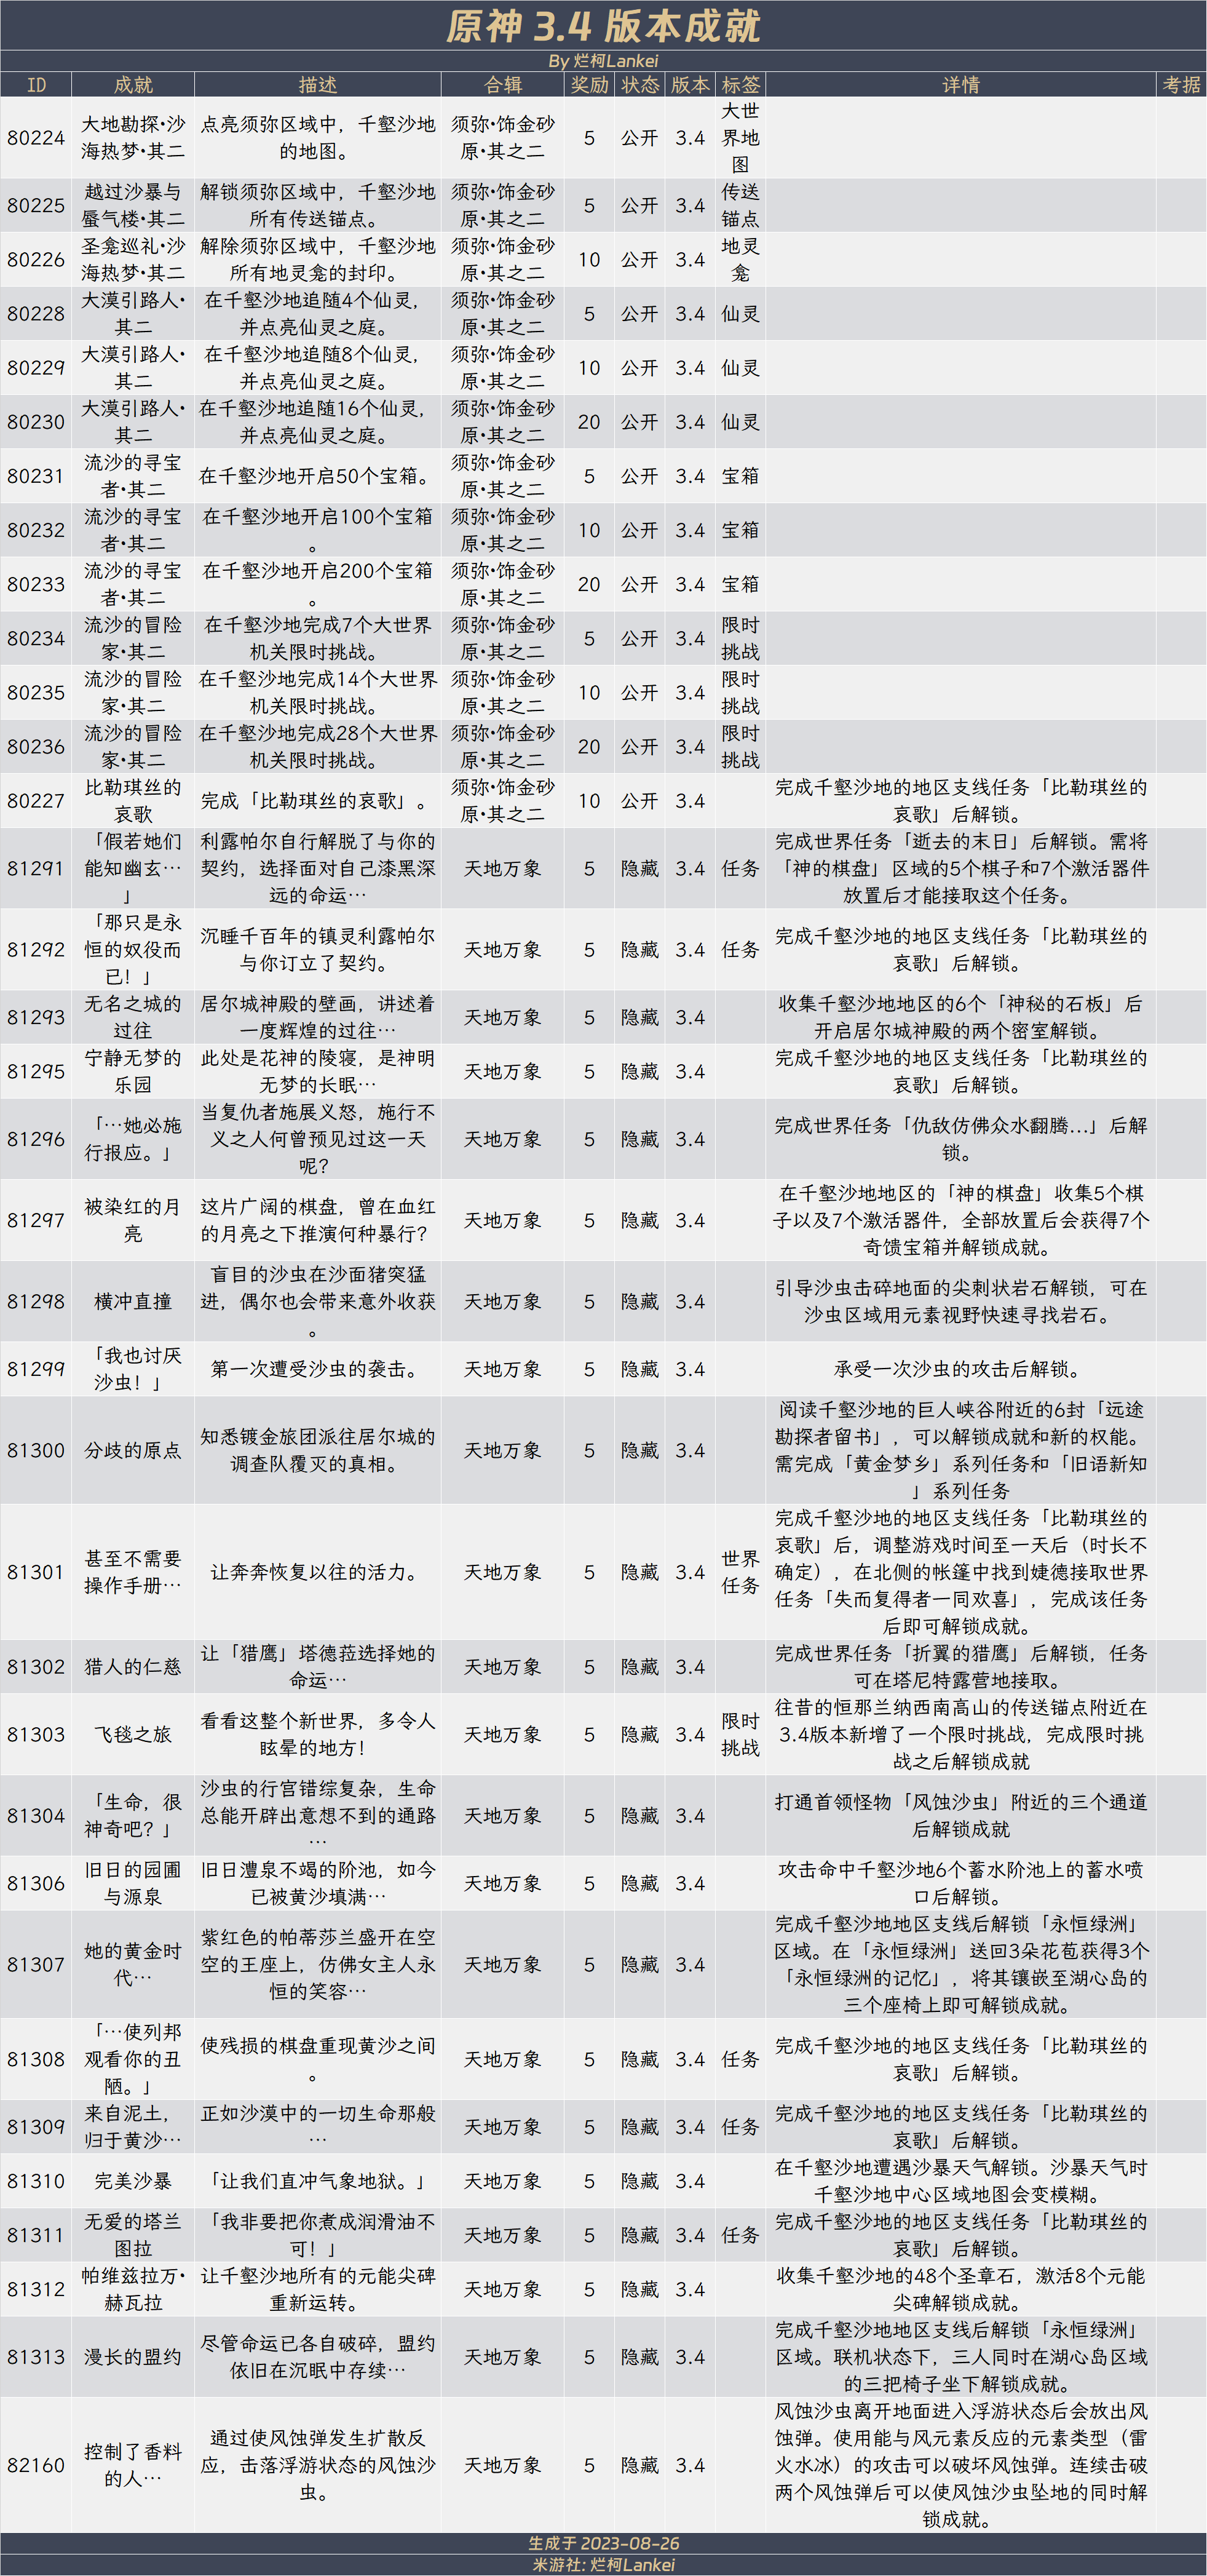 原神 3.4 版本成就
By 烂柯Lankei
ID 成就 描述 合辑 奖励 状态 版本 标签 详情 考据
80224 大地勘探•沙海热梦•其二 点亮须弥区域中，千壑沙地的地图。 须弥•饰金砂原•其之二 5 公开 3.4 大世界地图
80225 越过沙暴与蜃气楼•其二 解锁须弥区域中，千壑沙地所有传送锚点。 须弥•饰金砂原•其之二 5 公开 3.4 传送锚点
80226 圣龛巡礼•沙海热梦•其二 解除须弥区域中，千壑沙地所有地灵龛的封印。 须弥•饰金砂原•其之二 10 公开 3.4 地灵龛
80228 大漠引路人•其二 在千壑沙地追随4个仙灵，并点亮仙灵之庭。 须弥•饰金砂原•其之二 5 公开 3.4 仙灵
80229 大漠引路人•其二 在千壑沙地追随8个仙灵，并点亮仙灵之庭。 须弥•饰金砂原•其之二 10 公开 3.4 仙灵
80230 大漠引路人•其二 在千壑沙地追随16个仙灵，并点亮仙灵之庭。 须弥•饰金砂原•其之二 20 公开 3.4 仙灵
80231 流沙的寻宝者•其二 在千壑沙地开启50个宝箱。 须弥•饰金砂原•其之二 5 公开 3.4 宝箱
80232 流沙的寻宝者•其二 在千壑沙地开启100个宝箱。 须弥•饰金砂原•其之二 10 公开 3.4 宝箱
80233 流沙的寻宝者•其二 在千壑沙地开启200个宝箱。 须弥•饰金砂原•其之二 20 公开 3.4 宝箱
80234 流沙的冒险家•其二 在千壑沙地完成7个大世界机关限时挑战。 须弥•饰金砂原•其之二 5 公开 3.4 限时挑战
80235 流沙的冒险家•其二 在千壑沙地完成14个大世界机关限时挑战。 须弥•饰金砂原•其之二 10 公开 3.4 限时挑战
80236 流沙的冒险家•其二 在千壑沙地完成28个大世界机关限时挑战。 须弥•饰金砂原•其之二 20 公开 3.4 限时挑战
80227 比勒琪丝的哀歌 完成「比勒琪丝的哀歌」。 须弥•饰金砂原•其之二 10 公开 3.4 完成千壑沙地的地区支线任务「比勒琪丝的哀歌」后解锁。
81291 「假若她们能知幽玄…」 利露帕尔自行解脱了与你的契约，选择面对自己漆黑深远的命运… 天地万象 5 隐藏 3.4 任务 完成世界任务「逝去的末日」后解锁。需将「神的棋盘」区域的5个棋子和7个激活器件放置后才能接取这个任务。
81292 「那只是永恒的奴役而已！」 沉睡千百年的镇灵利露帕尔与你订立了契约。 天地万象 5 隐藏 3.4 任务 完成千壑沙地的地区支线任务「比勒琪丝的哀歌」后解锁。
81293 无名之城的过往 居尔城神殿的壁画，讲述着一度辉煌的过往… 天地万象 5 隐藏 3.4 收集千壑沙地地区的6个「神秘的石板」后开启居尔城神殿的两个密室解锁。
81295 宁静无梦的乐园 此处是花神的陵寝，是神明无梦的长眠… 天地万象 5 隐藏 3.4 完成千壑沙地的地区支线任务「比勒琪丝的哀歌」后解锁。
81296 「…她必施行报应。」 当复仇者施展义怒，施行不义之人何曾预见过这一天呢？ 天地万象 5 隐藏 3.4 完成世界任务「仇敌仿佛众水翻腾...」后解锁。
81297 被染红的月亮 这片广阔的棋盘，曾在血红的月亮之下推演何种暴行？ 天地万象 5 隐藏 3.4 在千壑沙地地区的「神的棋盘」收集5个棋子以及7个激活器件，全部放置后会获得7个奇馈宝箱并解锁成就。
81298 横冲直撞 盲目的沙虫在沙面猪突猛进，偶尔也会带来意外收获。 天地万象 5 隐藏 3.4 引导沙虫击碎地面的尖刺状岩石解锁，可在沙虫区域用元素视野快速寻找岩石。
81299 「我也讨厌沙虫！」 第一次遭受沙虫的袭击。 天地万象 5 隐藏 3.4 承受一次沙虫的攻击后解锁。
81300 分歧的原点 知悉镀金旅团派往居尔城的调查队覆灭的真相。 天地万象 5 隐藏 3.4 阅读千壑沙地的巨人峡谷附近的6封「远途勘探者留书」，可以解锁成就和新的权能。需完成「黄金梦乡」系列任务和「旧语新知」系列任务
81301 甚至不需要操作手册… 让奔奔恢复以往的活力。 天地万象 5 隐藏 3.4 世界任务 完成千壑沙地的地区支线任务「比勒琪丝的哀歌」后，调整游戏时间至一天后（时长不确定），在北侧的帐篷中找到婕德接取世界任务「失而复得者一同欢喜」，完成该任务后即可解锁成就。
81302 猎人的仁慈 让「猎鹰」塔德菈选择她的命运… 天地万象 5 隐藏 3.4 完成世界任务「折翼的猎鹰」后解锁，任务可在塔尼特露营地接取。
81303 飞毯之旅 看看这整个新世界，多令人眩晕的地方！ 天地万象 5 隐藏 3.4 限时挑战 往昔的恒那兰纳西南高山的传送锚点附近在3.4版本新增了一个限时挑战，完成限时挑战之后解锁成就
81304 「生命，很神奇吧？」 沙虫的行宫错综复杂，生命总能开辟出意想不到的通路… 天地万象 5 隐藏 3.4 打通首领怪物「风蚀沙虫」附近的三个通道后解锁成就
81306 旧日的园圃与源泉 旧日澧泉不竭的阶池，如今已被黄沙填满… 天地万象 5 隐藏 3.4 攻击命中千壑沙地6个蓄水阶池上的蓄水喷口后解锁。
81307 她的黄金时代… 紫红色的帕蒂莎兰盛开在空空的王座上，仿佛女主人永恒的笑容… 天地万象 5 隐藏 3.4 完成千壑沙地地区支线后解锁「永恒绿洲」区域。在「永恒绿洲」送回3朵花苞获得3个「永恒绿洲的记忆」，将其镶嵌至湖心岛的三个座椅上即可解锁成就。
81308 「…使列邦观看你的丑陋。」 使残损的棋盘重现黄沙之间。 天地万象 5 隐藏 3.4 任务 完成千壑沙地的地区支线任务「比勒琪丝的哀歌」后解锁。
81309 来自泥土，归于黄沙… 正如沙漠中的一切生命那般… 天地万象 5 隐藏 3.4 任务 完成千壑沙地的地区支线任务「比勒琪丝的哀歌」后解锁。
81310 完美沙暴 「让我们直冲气象地狱。」 天地万象 5 隐藏 3.4 在千壑沙地遭遇沙暴天气解锁。沙暴天气时千壑沙地中心区域地图会变模糊。
81311 无爱的塔兰图拉 「我非要把你煮成润滑油不可！」 天地万象 5 隐藏 3.4 任务 完成千壑沙地的地区支线任务「比勒琪丝的哀歌」后解锁。
81312 帕维兹拉万•赫瓦拉 让千壑沙地所有的元能尖碑重新运转。 天地万象 5 隐藏 3.4 收集千壑沙地的48个圣章石，激活8个元能尖碑解锁成就。
81313 漫长的盟约 尽管命运已各自破碎，盟约依旧在沉眠中存续… 天地万象 5 隐藏 3.4 完成千壑沙地地区支线后解锁「永恒绿洲」区域。联机状态下，三人同时在湖心岛区域的三把椅子坐下解锁成就。
82160 控制了香料的人… 通过使风蚀弹发生扩散反应，击落浮游状态的风蚀沙虫。 天地万象 5 隐藏 3.4 风蚀沙虫离开地面进入浮游状态后会放出风蚀弹。使用能与风元素反应的元素类型（雷火水冰）的攻击可以破坏风蚀弹。连续击破两个风蚀弹后可以使风蚀沙虫坠地的同时解锁成就。
生成于 2023-08-26
米游社: 烂柯Lankei